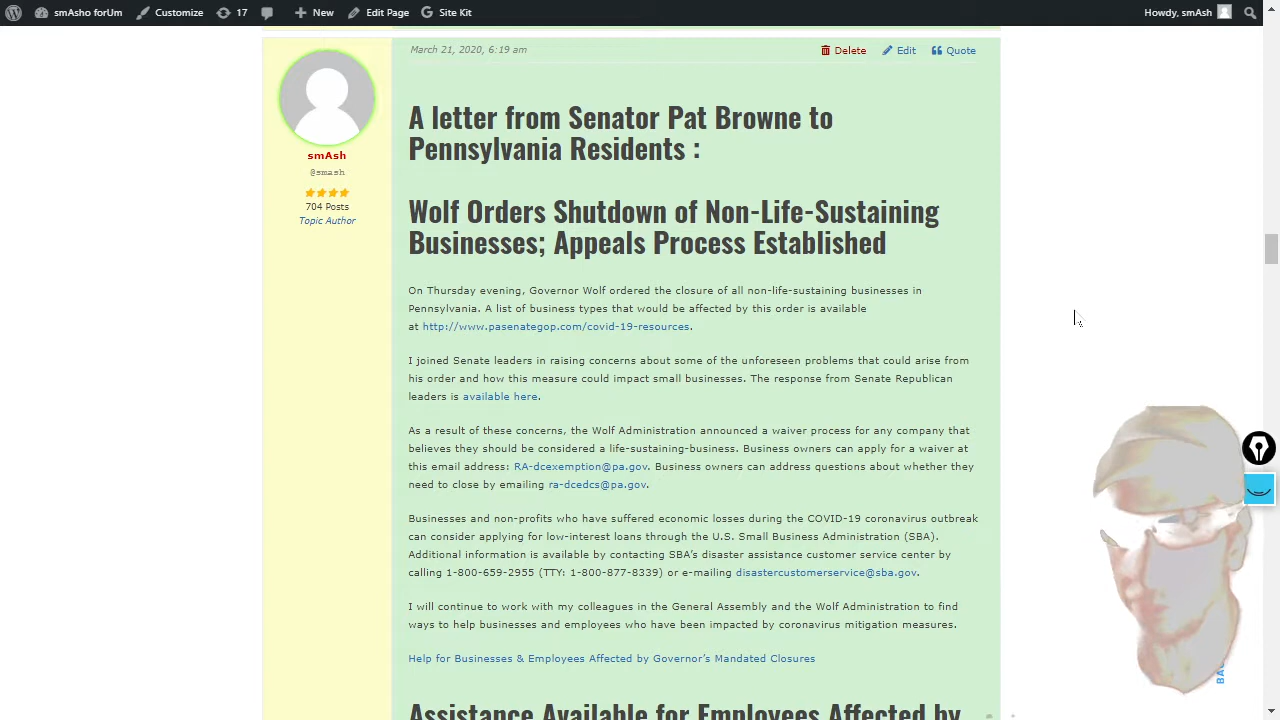 smAsho forUm Customize 17 New Edit Page Site Kit Howdy, smAsh
March 21, 2020, 6:19 am Delete Edit Quote
smAsh
@smash
704 Posts
Topic Author
A letter from Senator Pat Browne to
Pennsylvania Residents :
Wolf Orders Shutdown of Non-Life-Sustaining
Businesses; Appeals Process Established
On Thursday evening, Governor Wolf ordered the closure of all non-life-sustaining businesses in
Pennsylvania. A list of business types that would be affected by this order is available
at http://www.pasenategop.com/covid-19-resources.
I joined Senate leaders in raising concerns about some of the unforeseen problems that could arise from
his order and how this measure could impact small businesses. The response from Senate Republican
leaders is available here.
As a result of these concerns, the Wolf Administration announced a waiver process for any company that
believes they should be considered a life-sustaining-business. Business owners can apply for a waiver at
this email address: RA-dcexemption@pa.gov. Business owners can address questions about whether they
need to close by emailing ra-dcedcs@pa.gov.
Businesses and non-profits who have suffered economic losses during the COVID-19 coronavirus outbreak
can consider applying for low-interest loans through the U.S. Small Business Administration (SBA).
Additional information is available by contacting SBA’s disaster assistance customer service center by
calling 1-800-659-2955 (TTY: 1-800-877-8339) or e-mailing disastercustomerservice@sba.gov.
I will continue to work with my colleagues in the General Assembly and the Wolf Administration to find
ways to help businesses and employees who have been impacted by coronavirus mitigation measures.
Help for Businesses & Employees Affected by Governor’s Mandated Closures
Assistance Available for Employees Affected by